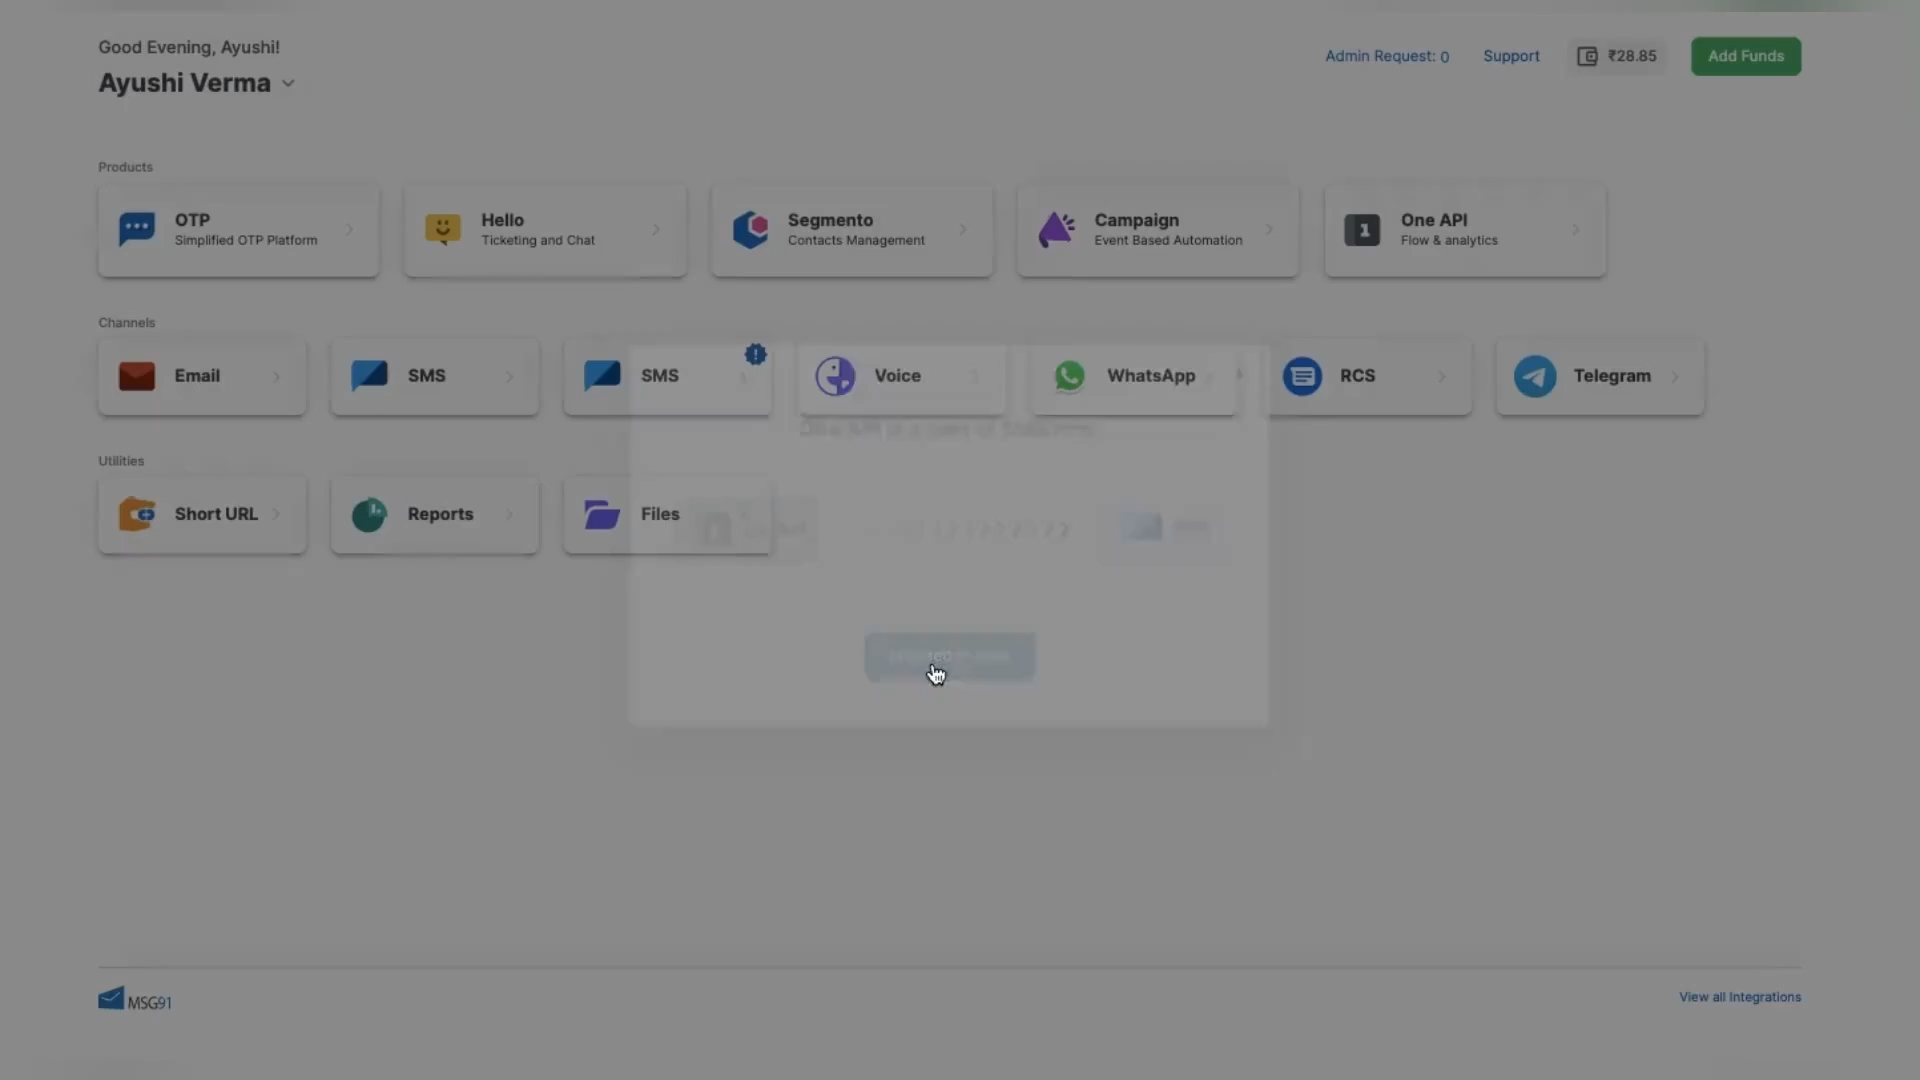 Good Evening, Ayushi!
Ayushi Verma
Admin Request: 0
Support
₹28.85
Add Funds
Products
OTP
Simplified OTP Platform
Hello
Ticketing and Chat
Segmento
Contacts Management
Campaign
Event Based Automation
One API
Flow & analytics
Channels
Email
SMS
SMS
Voice
WhatsApp
RCS
Telegram
Utilities
Short URL
Reports
Files
MSG91
View all Integrations